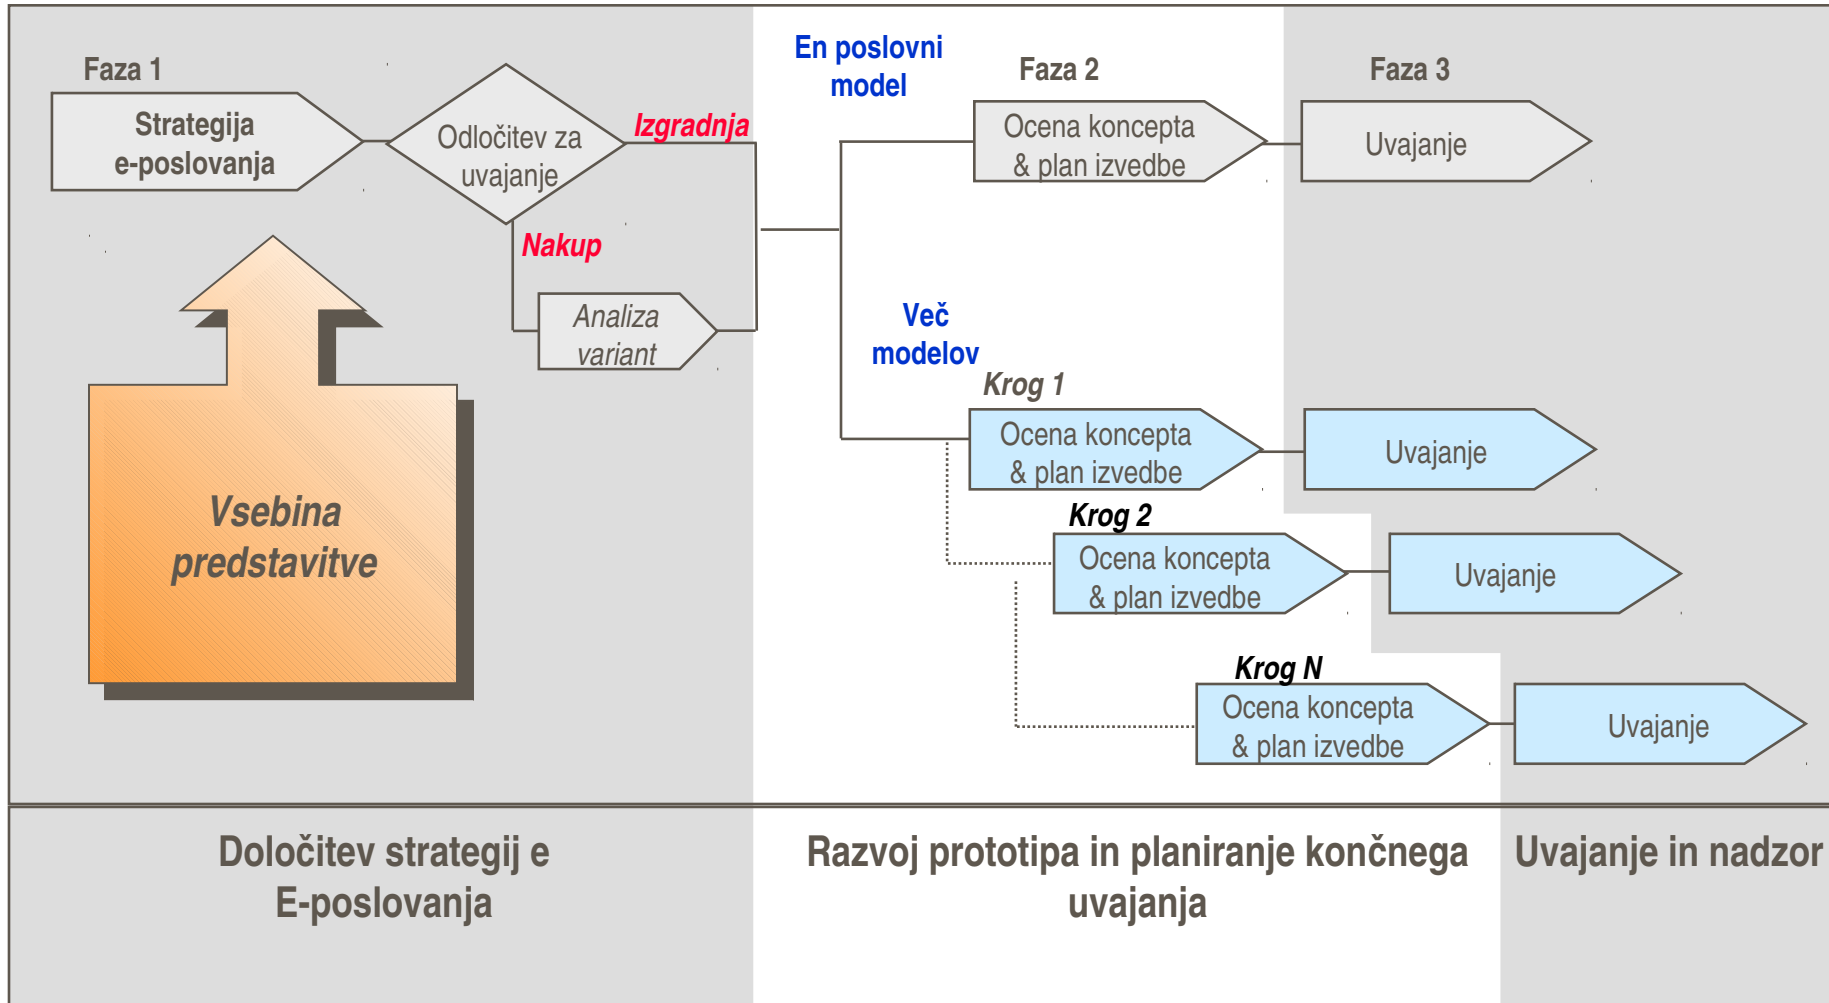 Faza 1
Strategija
e-poslovanja
Odločitev za
uvajanje
Izgradnja
Nakup
Analiza
variant
Vsebina
predstavitve
En poslovni
model
Faza 2
Ocena koncepta
& plan izvedbe
Faza 3
Uvajanje
Več
modelov
Krog 1
Ocena koncepta
& plan izvedbe
Uvajanje
Krog 2
Ocena koncepta
& plan izvedbe
Uvajanje
Krog N
Ocena koncepta
& plan izvedbe
Uvajanje
Določitev strategij e
E-poslovanja
Razvoj prototipa in planiranje končnega
uvajanja
Uvajanje in nadzor